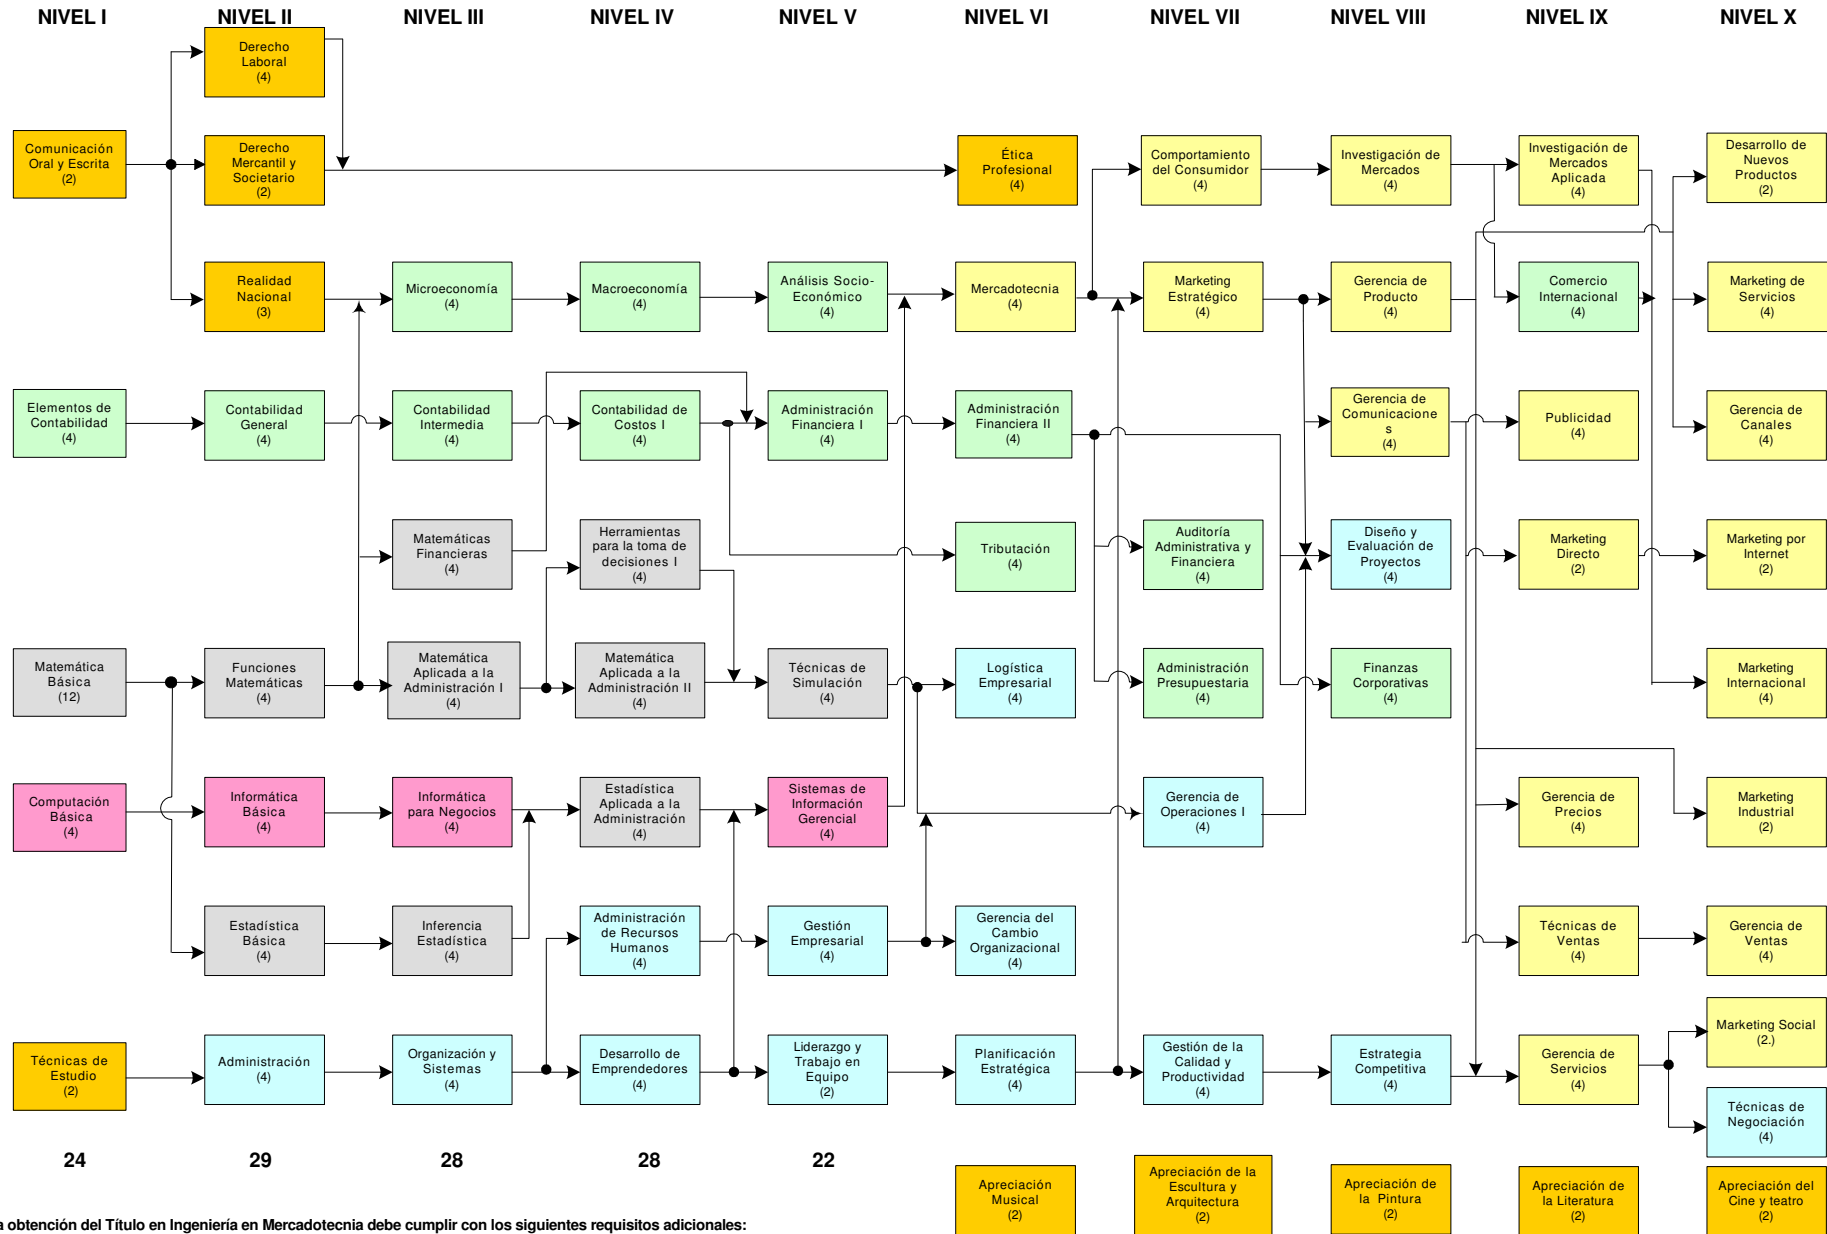 NIVEL I
NIVEL II
NIVEL III
NIVEL IV
NIVEL V
NIVEL VI
NIVEL VII
NIVEL VIII
NIVEL IX
NIVEL X
Derecho
Laboral
(4)
Comunicación
Oral y Escrita
(2)
Derecho
Mercantil y
Societario
(2)
Ética
Profesional
(4)
Comportamiento
del Consumidor
(4)
Investigación de
Mercados
(4)
Investigación de
Mercados
Aplicada
(4)
Desarrollo de
Nuevos
Productos
(2)
Realidad
Nacional
(3)
Microeconomía
(4)
Macroeconomía
(4)
Análisis Socio-
Económico
(4)
Mercadotecnia
(4)
Marketing
Estratégico
(4)
Gerencia de
Producto
(4)
Comercio
Internacional
(4)
Marketing de
Servicios
(4)
Elementos de
Contabilidad
(4)
Contabilidad
General
(4)
Contabilidad
Intermedia
(4)
Contabilidad de
Costos I
(4)
Administración
Financiera I
(4)
Administración
Financiera II
(4)
Gerencia de
Comunicacione
s
(4)
Publicidad
(4)
Gerencia de
Canales
(4)
Matemáticas
Financieras
(4)
Herramientas
para la toma de
decisiones I
(4)
Tributación
(4)
Auditoría
Administrativa y
Financiera
(4)
Diseño y
Evaluación de
Proyectos
(4)
Marketing
Directo
(2)
Marketing por
Internet
(2)
Matemática
Básica
(12)
Funciones
Matemáticas
(4)
Matemática
Aplicada a la
Administración I
(4)
Matemática
Aplicada a la
Administración II
(4)
Técnicas de
Simulación
(4)
Logística
Empresarial
(4)
Administración
Presupuestaria
(4)
Finanzas
Corporativas
(4)
Marketing
Internacional
(4)
Computación
Básica
(4)
Informática
Básica
(4)
Informática
para Negocios
(4)
Estadística
Aplicada a la
Administración
(4)
Sistemas de
Información
Gerencial
(4)
Gerencia de
Operaciones I
(4)
Gerencia de
Precios
(4)
Marketing
Industrial
(2)
Estadística
Básica
(4)
Inferencia
Estadística
(4)
Administración
de Recursos
Humanos
(4)
Gestión
Empresarial
(4)
Gerencia del
Cambio
Organizacional
(4)
Técnicas de
Ventas
(4)
Gerencia de
Ventas
(4)
Técnicas de
Estudio
(2)
Administración
(4)
Organización y
Sistemas
(4)
Desarrollo de
Emprendedores
(4)
Liderazgo y
Trabajo en
Equipo
(2)
Planificación
Estratégica
(4)
Gestión de la
Calidad y
Productividad
(4)
Estrategia
Competitiva
(4)
Gerencia de
Servicios
(4)
Marketing Social
(2.)
Técnicas de
Negociación
(4)
24
29
28
28
22
Apreciación
Musical
(2)
Apreciación de la
Escultura y
Arquitectura
(2)
Apreciación de
la Pintura
(2)
Apreciación de
la Literatura
(2)
Apreciación del
Cine y teatro
(2)
a obtención del Título en Ingeniería en Mercadotecnia debe cumplir con los siguientes requisitos adicionales: